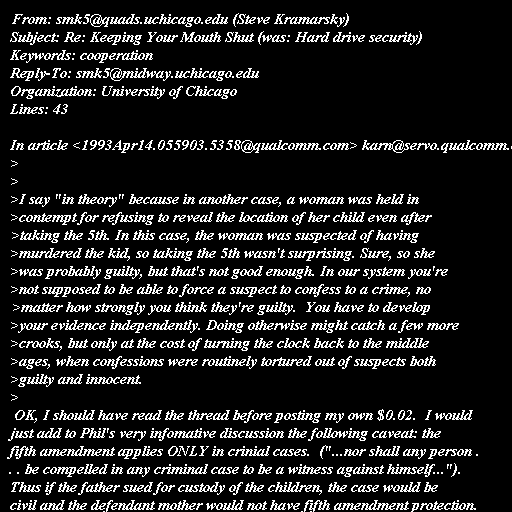 From: smk5@quads.uchicago.edu (Steve Kramarsky)
Subject: Re: Keeping Your Mouth Shut (was: Hard drive security)
Keywords: cooperation
Reply-To: smk5@midway.uchicago.edu
Organization: University of Chicago
Lines: 43

In article <1993Apr14.055903.5358@qualcomm.com> karn@servo.qualcomm.
>
>
>I say "in theory" because in another case, a woman was held in
>contempt for refusing to reveal the location of her child even after
>taking the 5th. In this case, the woman was suspected of having
>murdered the kid, so taking the 5th wasn't surprising. Sure, so she
>was probably guilty, but that's not good enough. In our system you're
>not supposed to be able to force a suspect to confess to a crime, no
>matter how strongly you think they're guilty.  You have to develop
>your evidence independently. Doing otherwise might catch a few more
>crooks, but only at the cost of turning the clock back to the middle
>ages, when confessions were routinely tortured out of suspects both
>guilty and innocent.
>
OK, I should have read the thread before posting my own $0.02.  I would
just add to Phil's very infomative discussion the following caveat: the
fifth amendment applies ONLY in crinial cases.  ("...nor shall any person .
. . be compelled in any criminal case to be a witness against himself...").
Thus if the father sued for custody of the children, the case would be
civil and the defendant mother would not have fifth amendment protection.